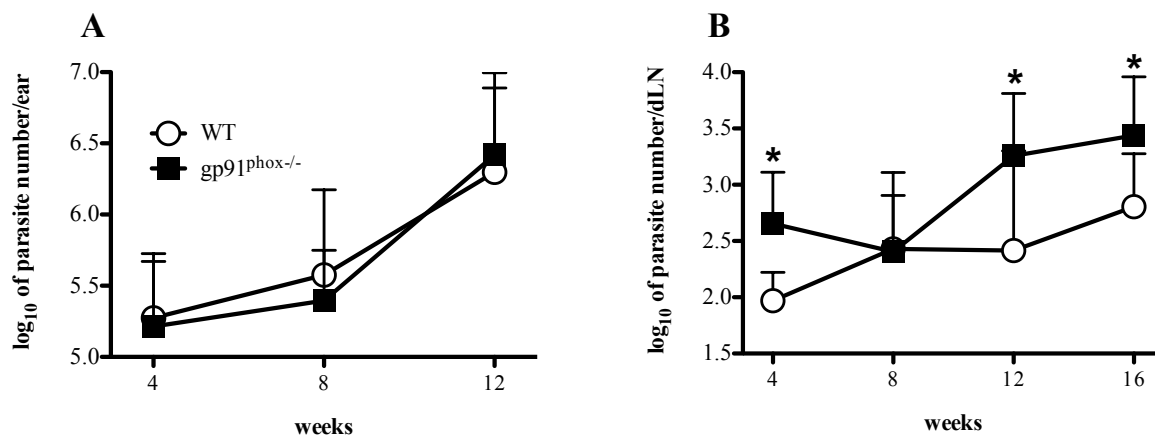 A
log10 of parasite number/ear
7.0
6.5
6.0
5.5
5.0
WT
gp91phox-/-
4
8
12
weeks
B
log10 of parasite number/dLN
4.0
3.5
3.0
2.5
2.0
1.5
*
*
*
4
8
12
16
weeks